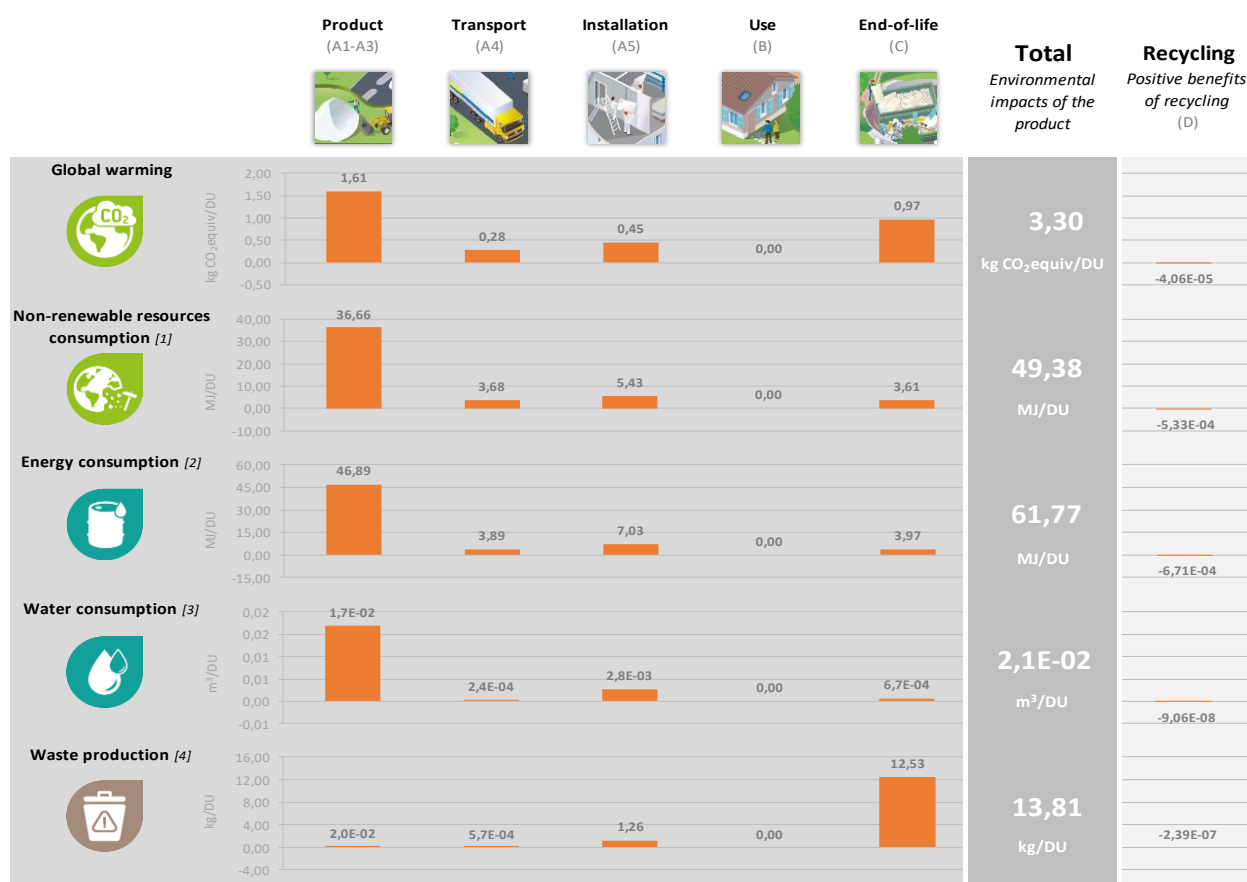 Product
(A1-A3)
Transport
(A4)
Installation
(A5)
Use
(B)
End-of-life
(C)
Total
Environmental
impacts of the
product
Recycling
Positive benefits
of recycling
(D)
Global warming
CO2
kg CO2equiv/DU
2,00
1,50
1,00
0,50
0,00
-0,50
1,61
0,28
0,45
0,00
0,97
3,30
kg CO2equiv/DU
-4,06E-05
Non-renewable resources
consumption [1]
MJ/DU
40,00
30,00
20,00
10,00
0,00
-10,00
36,66
3,68
5,43
0,00
3,61
49,38
MJ/DU
-5,33E-04
Energy consumption [2]
MJ/DU
60,00
45,00
30,00
15,00
0,00
-15,00
46,89
3,89
7,03
0,00
3,97
61,77
MJ/DU
-6,71E-04
Water consumption [3]
m³/DU
0,02
0,02
0,01
0,01
0,00
-0,01
1,7E-02
2,4E-04
2,8E-03
0,00
6,7E-04
2,1E-02
m³/DU
-9,06E-08
Waste production [4]
kg/DU
16,00
12,00
8,00
4,00
0,00
-4,00
2,0E-02
5,7E-04
1,26
0,00
12,53
13,81
kg/DU
-2,39E-07